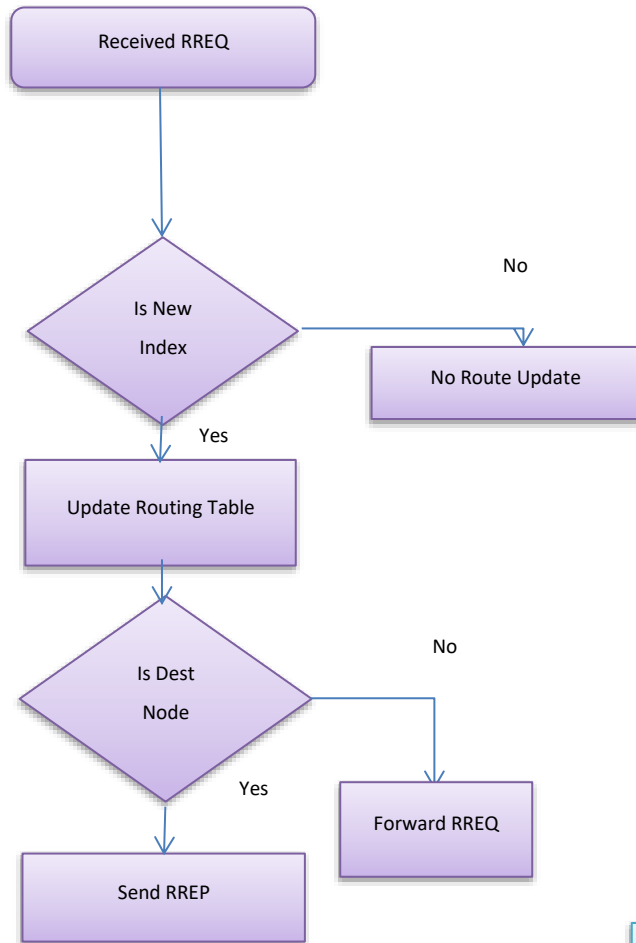 Received RREQ
No
Is New
Index
No Route Update
Yes
Update Routing Table
No
Is Dest
Node
Yes
Forward RREQ
Send RREP